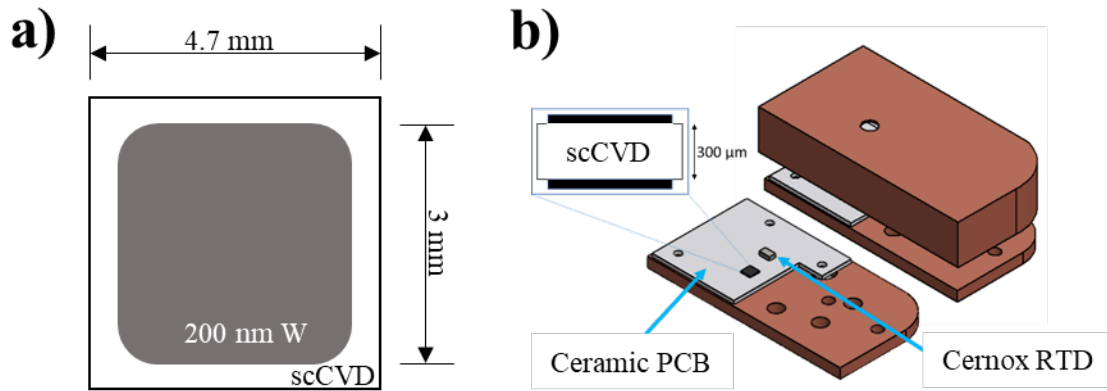 a)
4.7 mm
3 mm
200 nm W
scCVD
b)
scCVD
300 µm
Ceramic PCB
Cernox RTD